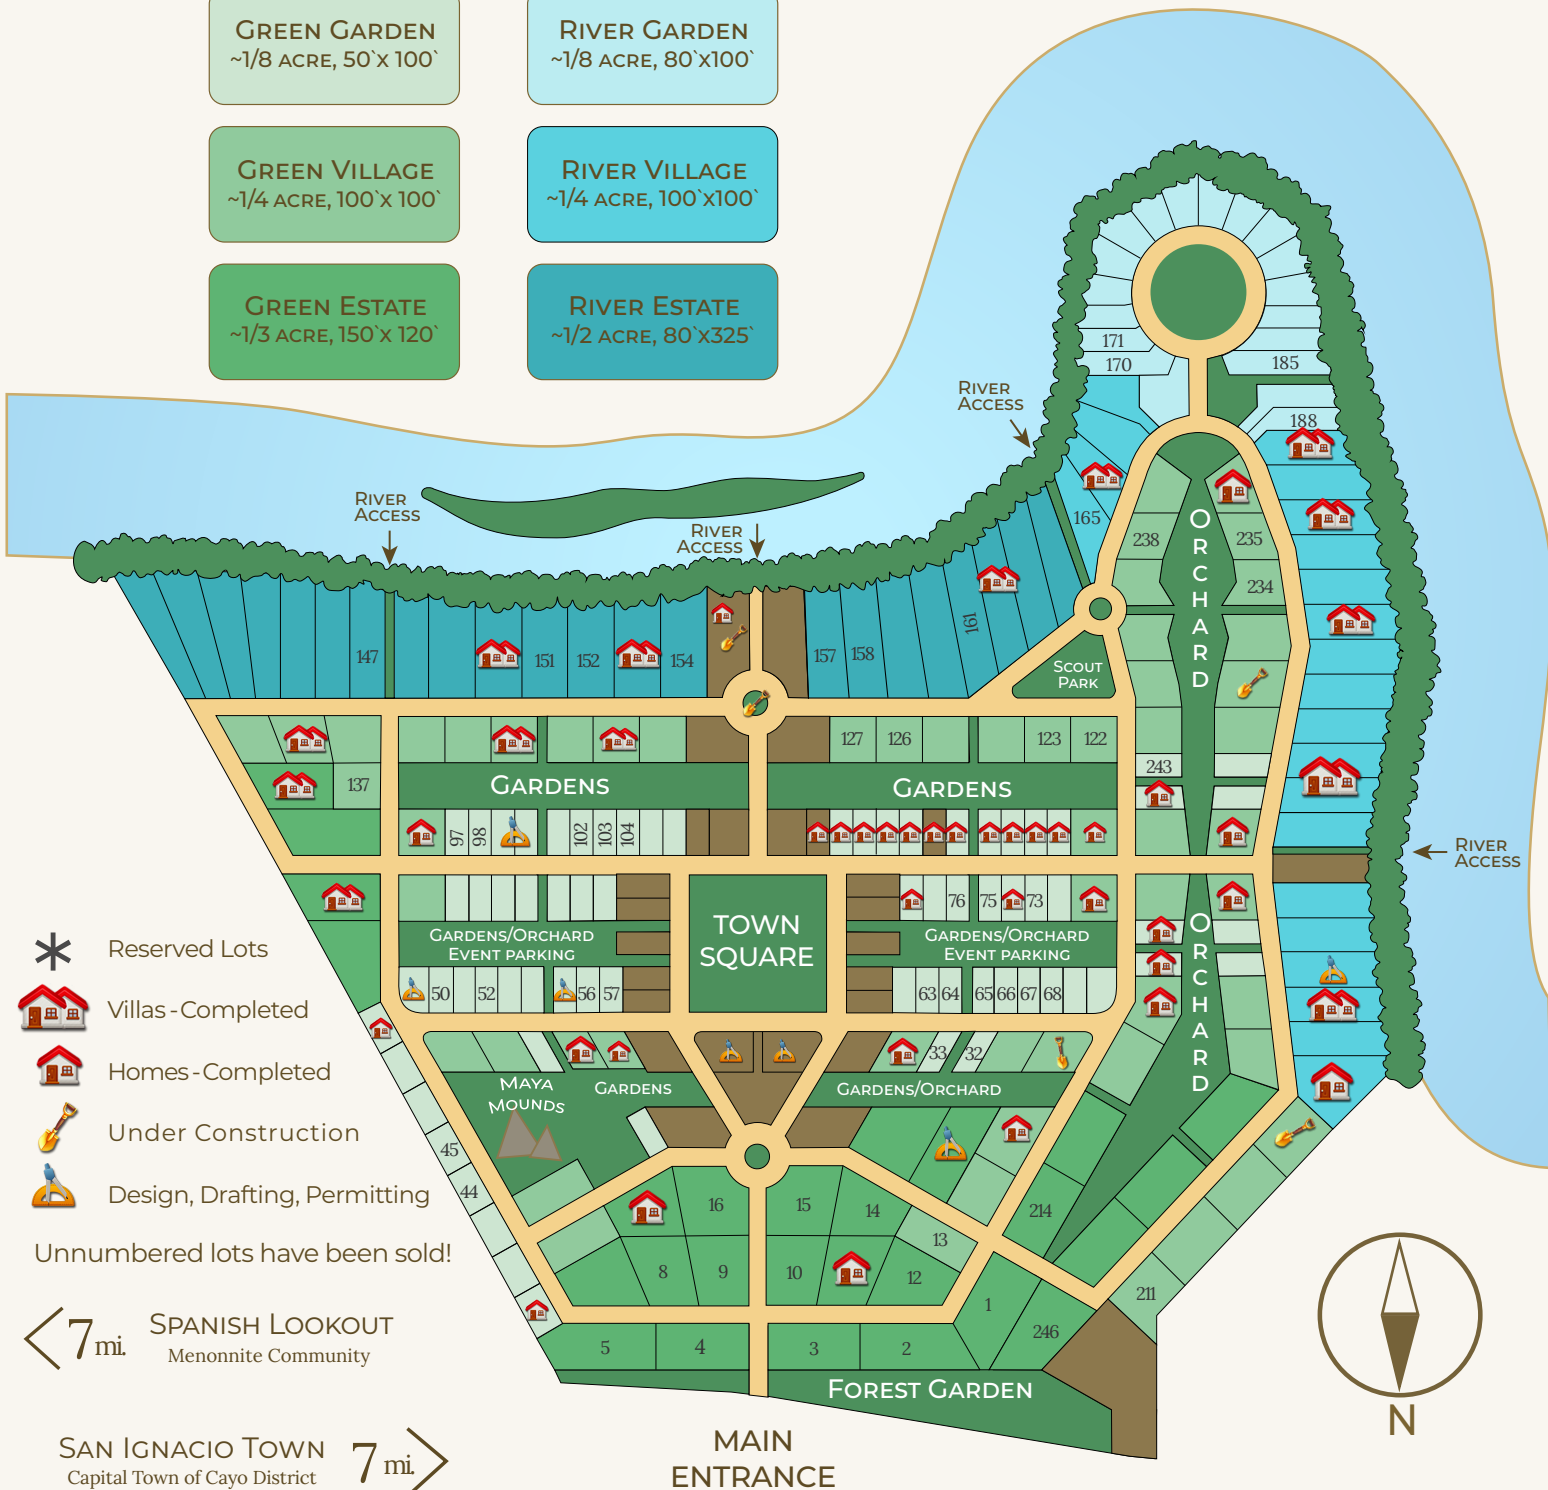 GREEN GARDEN
~1/8 ACRE, 50`X 100`
RIVER GARDEN
~1/8 ACRE, 80`X100`
GREEN VILLAGE
~1/4 ACRE, 100`X 100`
RIVER VILLAGE
~1/4 ACRE, 100`X100`
GREEN ESTATE
~1/3 ACRE, 150`X 120`
RIVER ESTATE
~1/2 ACRE, 80`X325`
171
170
185
188
RIVER
ACCESS
RIVER
ACCESS
RIVER
ACCESS
165
238
235
234
ORCHARD
147
151
152
154
157
158
161
SCOUT
PARK
127
126
123
122
243
137
GARDENS
GARDENS
97
98
102
103
104
RIVER
ACCESS
76
75
73
TOWN
SQUARE
GARDENS/ORCHARD
EVENT PARKING
GARDENS/ORCHARD
EVENT PARKING
ORCHARD
50
52
56
57
63
64
65
66
67
68
33
32
MAYA
MOUNDS
GARDENS
GARDENS/ORCHARD
45
44
16
15
14
13
214
8
9
10
12
1
211
246
5
4
3
2
FOREST GARDEN
Reserved Lots
Villas-Completed
Homes-Completed
Under Construction
Design, Drafting, Permitting
Unnumbered lots have been sold!
7 mi.
SPANISH LOOKOUT
Menonnite Community
SAN IGNACIO TOWN
Capital Town of Cayo District
7 mi.
MAIN
ENTRANCE
N